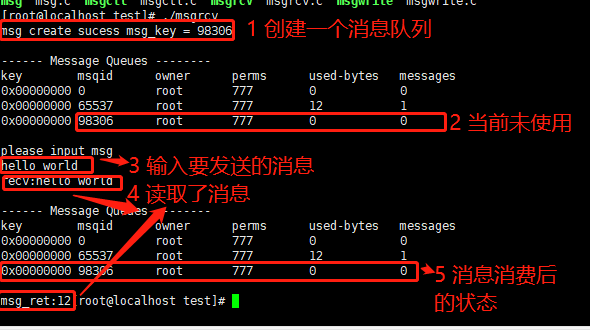 msg msg.c msgctl msgctl.c msgrcv msgrcv.c msgwrite msgwrite.c
[root@localhost test]# ./msgrcv
msg create sucess msg_key = 98306
1 创建一个消息队列
------ Message Queues --------
key msqid owner perms used-bytes messages
0x00000000 0 root 777 0 0
0x00000000 65537 root 777 12 1
0x00000000 98306 root 777 0 0
2 当前未使用
please input msg
hello world
3 输入要发送的消息
recv:hello world
4 读取了消息
------ Message Queues --------
key msqid owner perms used-bytes messages
0x00000000 0 root 777 0 0
0x00000000 65537 root 777 12 1
0x00000000 98306 root 777 0 0
5 消息消费后
的状态
msg_ret:12[root@localhost test]#